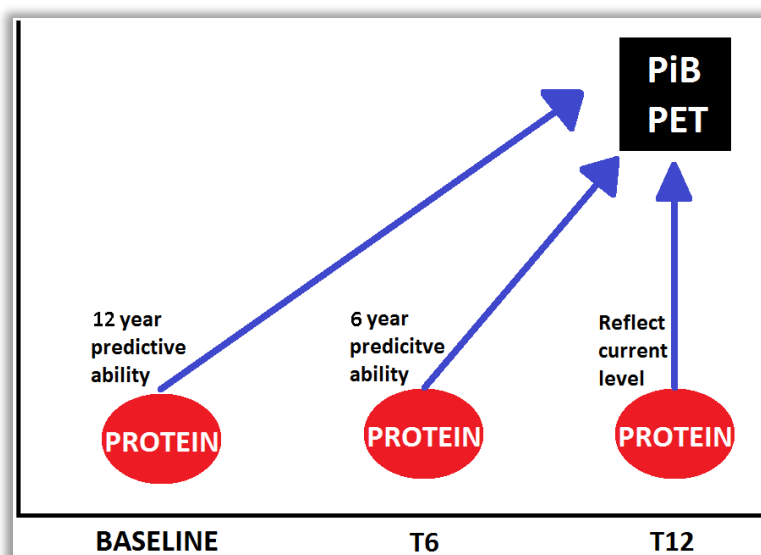 PiB
PET
12 year
predictive
ability
6 year
predicitve
ability
Reflect
current
level
PROTEIN
PROTEIN
PROTEIN
BASELINE
T6
T12